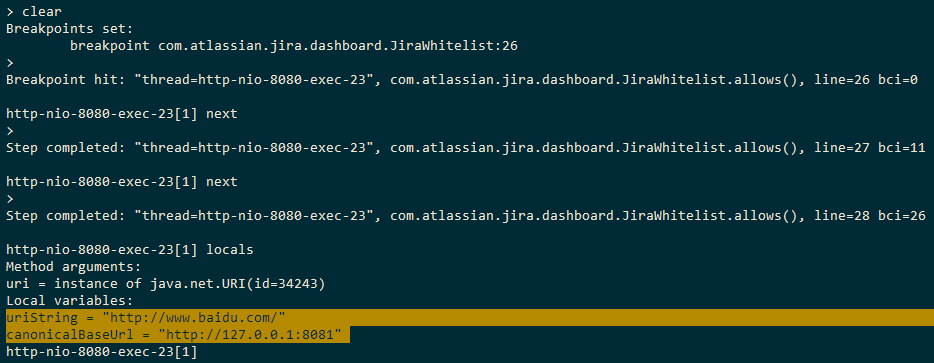 > clear
Breakpoints set:
        breakpoint com.atlassian.jira.dashboard.JiraWhitelist:26
>
Breakpoint hit: "thread=http-nio-8080-exec-23", com.atlassian.jira.dashboard.JiraWhitelist.allows(), line=26 bci=0
http-nio-8080-exec-23[1] next
>
Step completed: "thread=http-nio-8080-exec-23", com.atlassian.jira.dashboard.JiraWhitelist.allows(), line=27 bci=11
http-nio-8080-exec-23[1] next
>
Step completed: "thread=http-nio-8080-exec-23", com.atlassian.jira.dashboard.JiraWhitelist.allows(), line=28 bci=26
http-nio-8080-exec-23[1] locals
Method arguments:
uri = instance of java.net.URI(id=34243)
Local variables:
uriString = "http://www.baidu.com/"
canonicalBaseUrl = "http://127.0.0.1:8081"
http-nio-8080-exec-23[1]